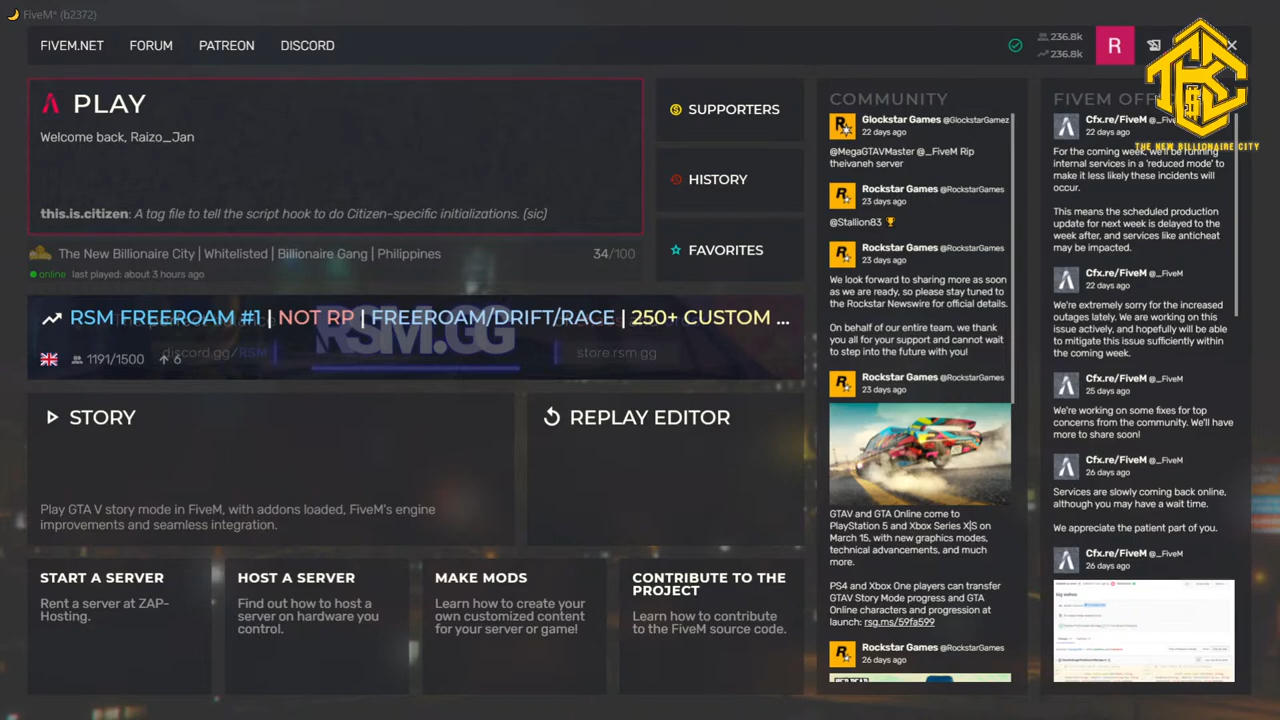 FiveM* (b2372)
FIVEM.NET
FORUM
PATREON
DISCORD
236.8k
236.8k
R
PLAY
Welcome back, Raizo_Jan
this.is.citizen: A tag file to tell the script hook to do Citizen-specific initializations. (sic)
The New Billionaire City | Whitelisted | Billionaire Gang | Philippines
34/100
online last played: about 3 hours ago
SUPPORTERS
HISTORY
FAVORITES
RSM FREEROAM #1 | NOT RP | FREEROAM/DRIFT/RACE | 250+ CUSTOM ...
RSM.GG
discord.gg/RSM
store.rsm.gg
1191/1500
6
STORY
Play GTA V story mode in FiveM, with addons loaded, FiveM's engine
improvements and seamless integration.
REPLAY EDITOR
START A SERVER
Rent a server at ZAP-
Hosting.
HOST A SERVER
Find out how to host a
server on hardware you
control.
MAKE MODS
Learn how to create your
own customized content
for your server or game!
CONTRIBUTE TO THE
PROJECT
Learn how to contribute
to the FiveM source code.
COMMUNITY
Glockstar Games @GlockstarGamez
22 days ago
@MegaGTAVMaster @_FiveM Rip
theivaneh server
Rockstar Games @RockstarGames
23 days ago
@Stallion83 🏆
Rockstar Games @RockstarGames
23 days ago
We look forward to sharing more as soon
as we are ready, so please stay tuned to
the Rockstar Newswire for official details.
On behalf of our entire team, we thank
you all for your support and cannot wait
to step into the future with you!
Rockstar Games @RockstarGames
23 days ago
GTAV and GTA Online come to
PlayStation 5 and Xbox Series X|S on
March 15, with new graphics modes,
technical advancements, and much
more.
PS4 and Xbox One players can transfer
GTAV Story Mode progress and GTA
Online characters and progression at
launch: rsg.ms/59fa599
Rockstar Games @RockstarGames
26 days ago
FIVEM OFF
THE NEW BILLIONAIRE CITY
Cfx.re/FiveM @_F
22 days ago
For the coming week, we'll be running
internal services in a 'reduced mode' to
make it less likely these incidents will
occur.
This means the scheduled production
update for next week is delayed to the
week after, and services like anticheat
may be impacted.
Cfx.re/FiveM @_FiveM
22 days ago
We're extremely sorry for the increased
outages lately. We are working on this
issue actively, and hopefully will be able
to mitigate this issue sufficiently within
the coming week.
Cfx.re/FiveM @_FiveM
25 days ago
We're working on some fixes for top
concerns from the community. We'll have
more to share soon!
Cfx.re/FiveM @_FiveM
26 days ago
Services are slowly coming back online,
although you may have a wait time.
We appreciate the patient part of you.
Cfx.re/FiveM @_FiveM
26 days ago